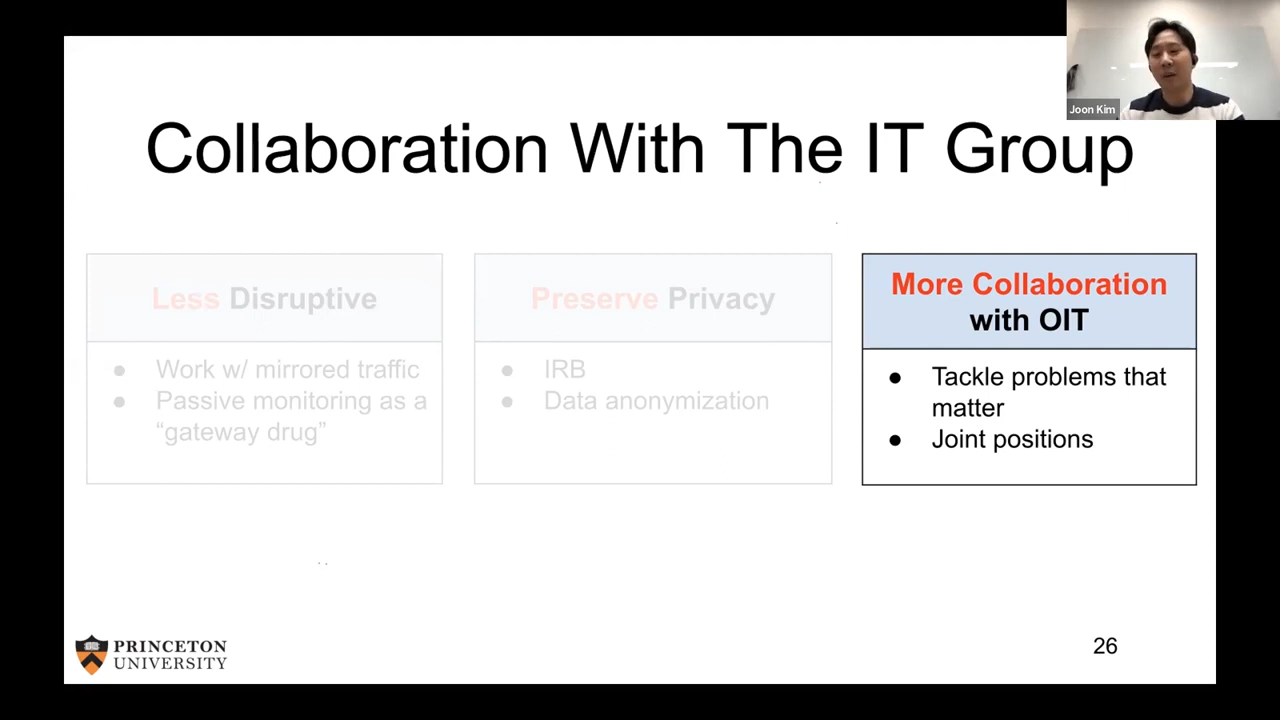 Joon Kim
Collaboration With The IT Group
Less Disruptive
● Work w/ mirrored traffic
● Passive monitoring as a
“gateway drug”
Preserve Privacy
● IRB
● Data anonymization
More Collaboration
with OIT
● Tackle problems that
matter
● Joint positions
PRINCETON
UNIVERSITY
26